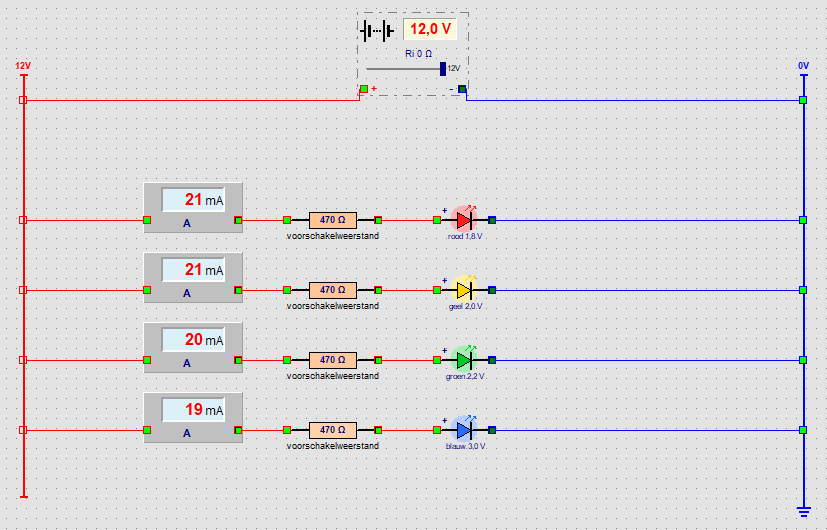 12,0 V
Ri 0 Ω
12V
+ -
12V
0V
21 mA
A
470 Ω
voorschakelweerstand
+
rood 1,8 V
21 mA
A
470 Ω
voorschakelweerstand
+
geel 2,0 V
20 mA
A
470 Ω
voorschakelweerstand
+
groen 2,2 V
19 mA
A
470 Ω
voorschakelweerstand
+
blauw 3,0 V